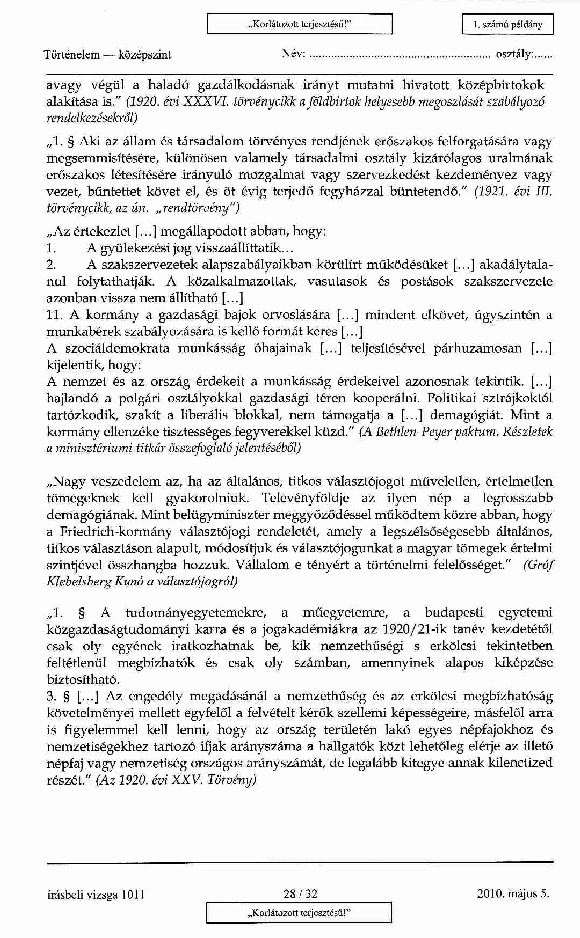 „Korlátozott terjesztésű!”
1. számú példány
Történelem — középszint
Név: ............................................................... osztály:......
avagy végül a haladó gazdálkodásnak irányt mutatni hivatott középbirtokok
alakítása is.” (1920. évi XXXVI. törvénycikk a földbirtok helyesebb megoszlását szabályozó
rendelkezésekről)
„1. § Aki az állam és társadalom törvényes rendjének erőszakos felforgatására vagy
megsemmisítésére, különösen valamely társadalmi osztály kizárólagos uralmának
erőszakos létesítésére irányuló mozgalmat vagy szervezkedést kezdeményez vagy
vezet, bűntettet követ el, és öt évig terjedő fegyházzal büntetendő.” (1921. évi III.
törvénycikk, az ún. „rendtörvény”)
„Az értekezlet [...] megállapodott abban, hogy:
1. A gyülekezési jog visszaállíttatik...
2. A szakszervezetek alapszabályaikban körülírt működésüket [...] akadálytala-
nul folytathatják. A közalkalmazottak, vasutasok és postások szakszervezete
azonban vissza nem állítható [...]
11. A kormány a gazdasági bajok orvoslására [...] mindent elkövet, úgyszintén a
munkabérek szabályozására is kellő formát keres [...]
A szociáldemokrata munkásság óhajainak [...] teljesítésével párhuzamosan [...]
kijelentik, hogy:
A nemzet és az ország érdekeit a munkásság érdekeivel azonosnak tekintik. [...]
hajlandó a polgári osztályokkal gazdasági téren kooperálni. Politikai sztrájkoktól
tartózkodik, szakít a liberális blokkal, nem támogatja a [...] demagógiát. Mint a
kormány ellenzéke tisztességes fegyverekkel küzd.” (A Bethlen-Peyer paktum. Részletek
a minisztériumi titkár összefoglaló jelentéséből)
„Nagy veszedelem az, ha az általános, titkos választójogot műveletlen, értelmetlen
tömegeknek kell gyakorolniuk. Televényföldje az ilyen nép a legrosszabb
demagógiának. Mint belügyminiszter meggyőződéssel működtem közre abban, hogy
a Friedrich-kormány választójogi rendeletét, amely a legszélsőségesebb általános,
titkos választáson alapult, módosítjuk és választójogunkat a magyar tömegek értelmi
szintjével összhangba hozzuk. Vállalom e tényért a történelmi felelősséget.” (Gróf
Klebelsberg Kunó a választójogról)
„1. § A tudományegyetemekre, a műegyetemre, a budapesti egyetemi
közgazdaságtudományi karra és a jogakadémiákra az 1920/21-ik tanév kezdetétől
csak oly egyének iratkozhatnak be, kik nemzethűségi s erkölcsi tekintetben
feltétlenül megbízhatók és csak oly számban, amennyinek alapos kiképzése
biztosítható.
3. § [...] Az engedély megadásánál a nemzethűség és az erkölcsi megbízhatóság
követelményei mellett egyfelől a felvételt kérők szellemi képességeire, másfelől arra
is figyelemmel kell lenni, hogy az ország területén lakó egyes népfajokhoz és
nemzetiségekhez tartozó ifjak arányszáma a hallgatók közt lehetőleg elérje az illető
népfaj vagy nemzetiség országos arányszámát, de legalább kitegye annak kilenctized
részét.” (Az 1920. évi XXV. Törvény)
írásbeli vizsga 1011
28 / 32
2010. május 5.
„Korlátozott terjesztésű!”